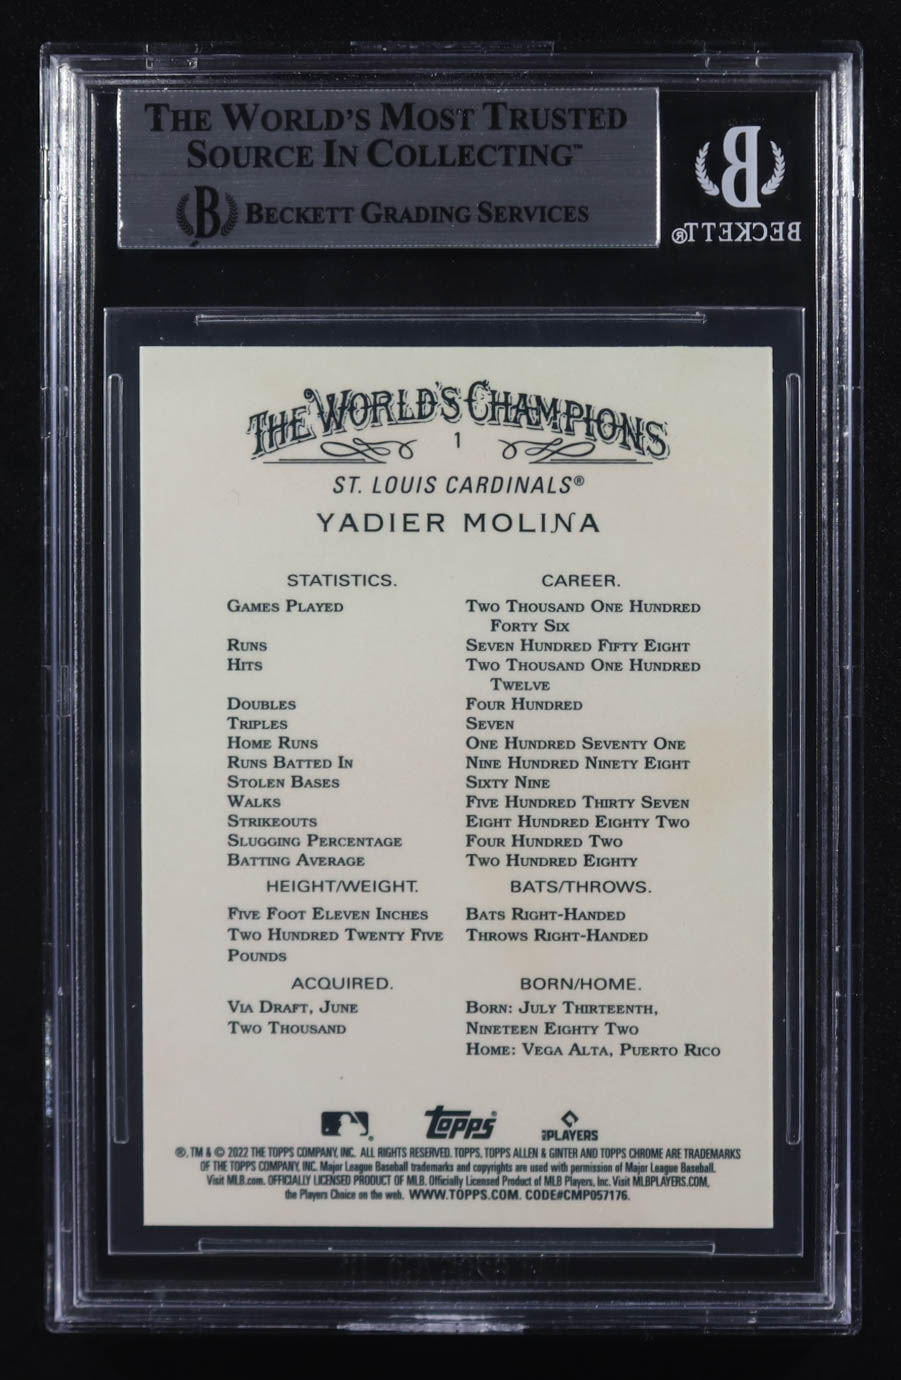 THE WORLD'S MOST TRUSTED
SOURCE IN COLLECTING™
B BECKETT GRADING SERVICES
B
BECKETT®
THE WORLD'S CHAMPIONS
1
ST. LOUIS CARDINALS®
YADIER MOLINA
STATISTICS. CAREER.
GAMES PLAYED TWO THOUSAND ONE HUNDRED
FORTY SIX
RUNS SEVEN HUNDRED FIFTY EIGHT
HITS TWO THOUSAND ONE HUNDRED
TWELVE
DOUBLES FOUR HUNDRED
TRIPLES SEVEN
HOME RUNS ONE HUNDRED SEVENTY ONE
RUNS BATTED IN NINE HUNDRED NINETY EIGHT
STOLEN BASES SIXTY NINE
WALKS FIVE HUNDRED THIRTY SEVEN
STRIKEOUTS EIGHT HUNDRED EIGHTY TWO
SLUGGING PERCENTAGE FOUR HUNDRED TWO
BATTING AVERAGE TWO HUNDRED EIGHTY
HEIGHT/WEIGHT. BATS/THROWS.
FIVE FOOT ELEVEN INCHES BATS RIGHT-HANDED
TWO HUNDRED TWENTY FIVE THROWS RIGHT-HANDED
POUNDS
ACQUIRED. BORN/HOME.
VIA DRAFT, JUNE BORN: JULY THIRTEENTH,
TWO THOUSAND NINETEEN EIGHTY TWO
HOME: VEGA ALTA, PUERTO RICO
Topps PLAYERS
®, TM & © 2022 THE TOPPS COMPANY, INC. ALL RIGHTS RESERVED. TOPPS, TOPPS ALLEN & GINTER AND TOPPS CHROME ARE TRADEMARKS
OF THE TOPPS COMPANY, INC. Major League Baseball trademarks and copyrights are used with permission of Major League Baseball.
Visit MLB.com. OFFICIALLY LICENSED PRODUCT OF MLB. Officially Licensed Product of MLB Players, Inc. Visit MLBPLAYERS.COM,
the Players Choice on the web. WWW.TOPPS.COM. CODE#CMP057176.